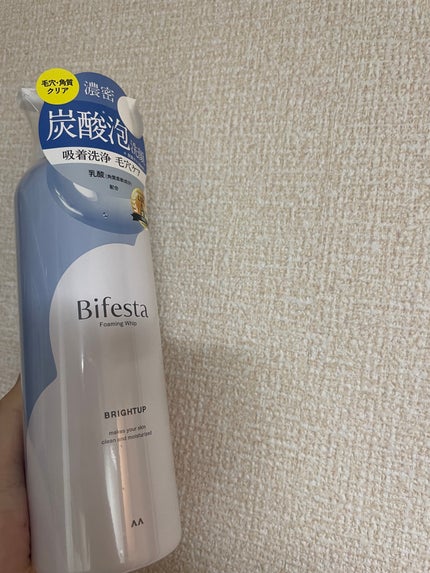 毛穴・角質
クリア
濃密
炭酸泡
吸着洗浄 毛穴ケア
乳酸
配合
Bifesta
Foaming Whip
BRIGHTUP
makes your skin
clean and moisturized